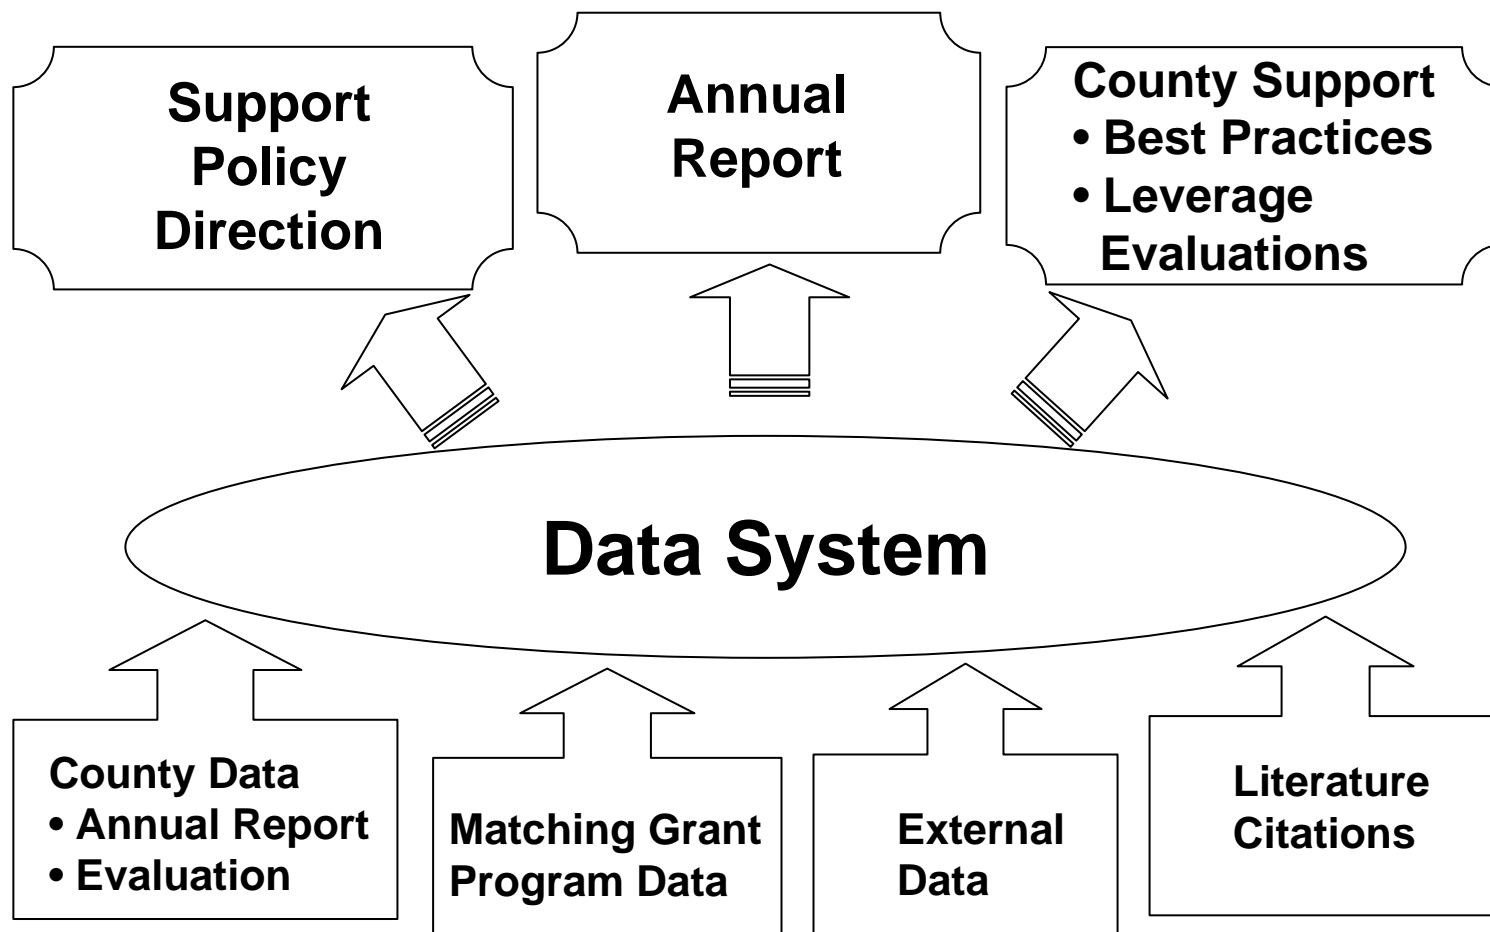 Support
Policy
Direction
Annual
Report
County Support
• Best Practices
• Leverage
Evaluations
Data System
County Data
• Annual Report
• Evaluation
Matching Grant
Program Data
External
Data
Literature
Citations